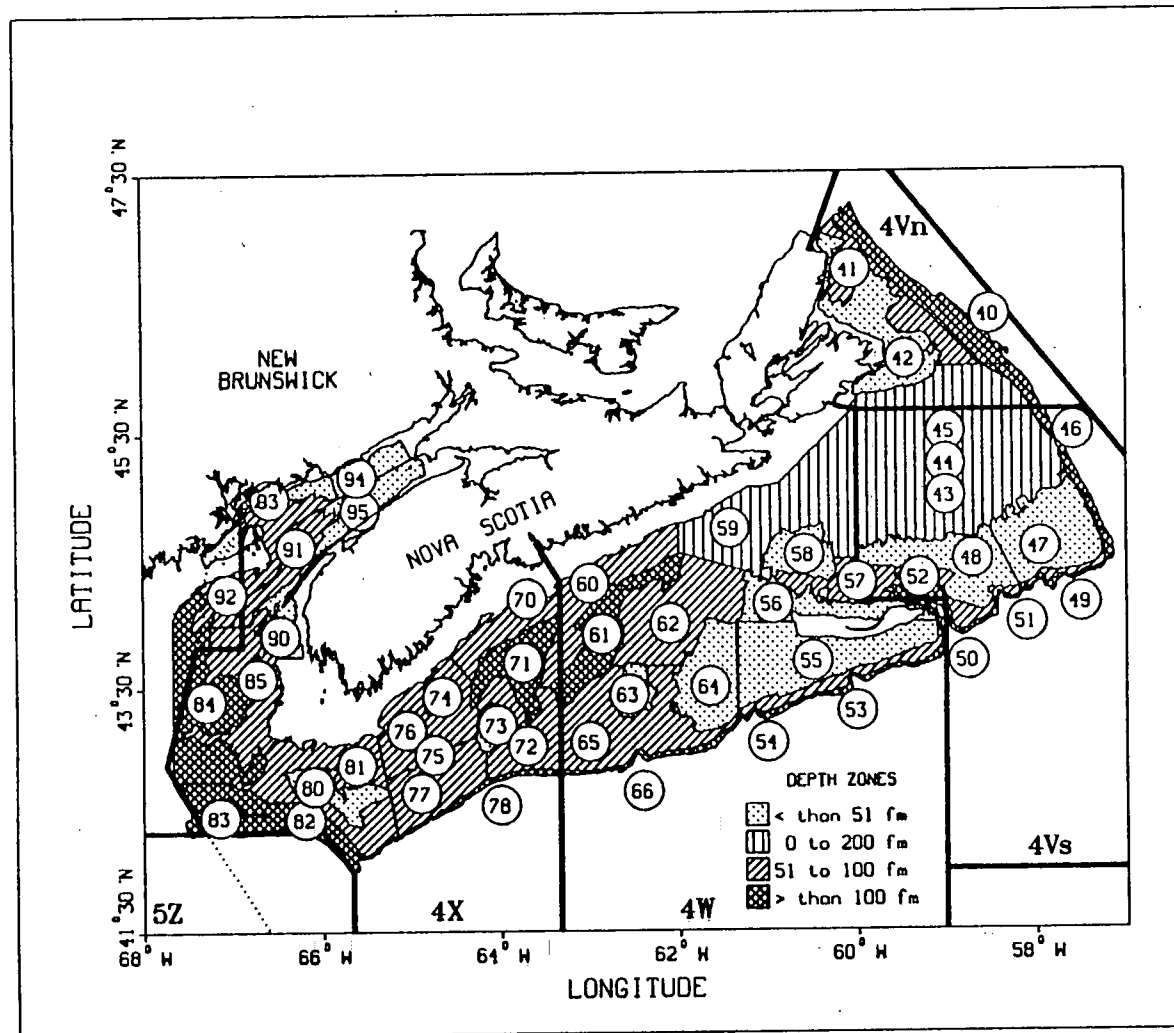 47° 30 'N
4Vn
41
40
NEW
BRUNSWICK
42
45° 30 'N
45
46
44
94
93
95
43
NOVA SCOTIA
59
91
58
48
47
LATITUDE
57
52
92
60
70
56
49
51
62
61
90
71
55
50
85
43° 30 'N
64
63
84
74
53
73
76
54
72
65
75
81
DEPTH ZONES
80
77
66
78
< than 51 fm
83
82
0 to 200 fm
4Vs
51 to 100 fm
> than 100 fm
5Z
4X
4W
41° 30 'N
68° W
66° W
64° W
62° W
60° W
58° W
LONGITUDE